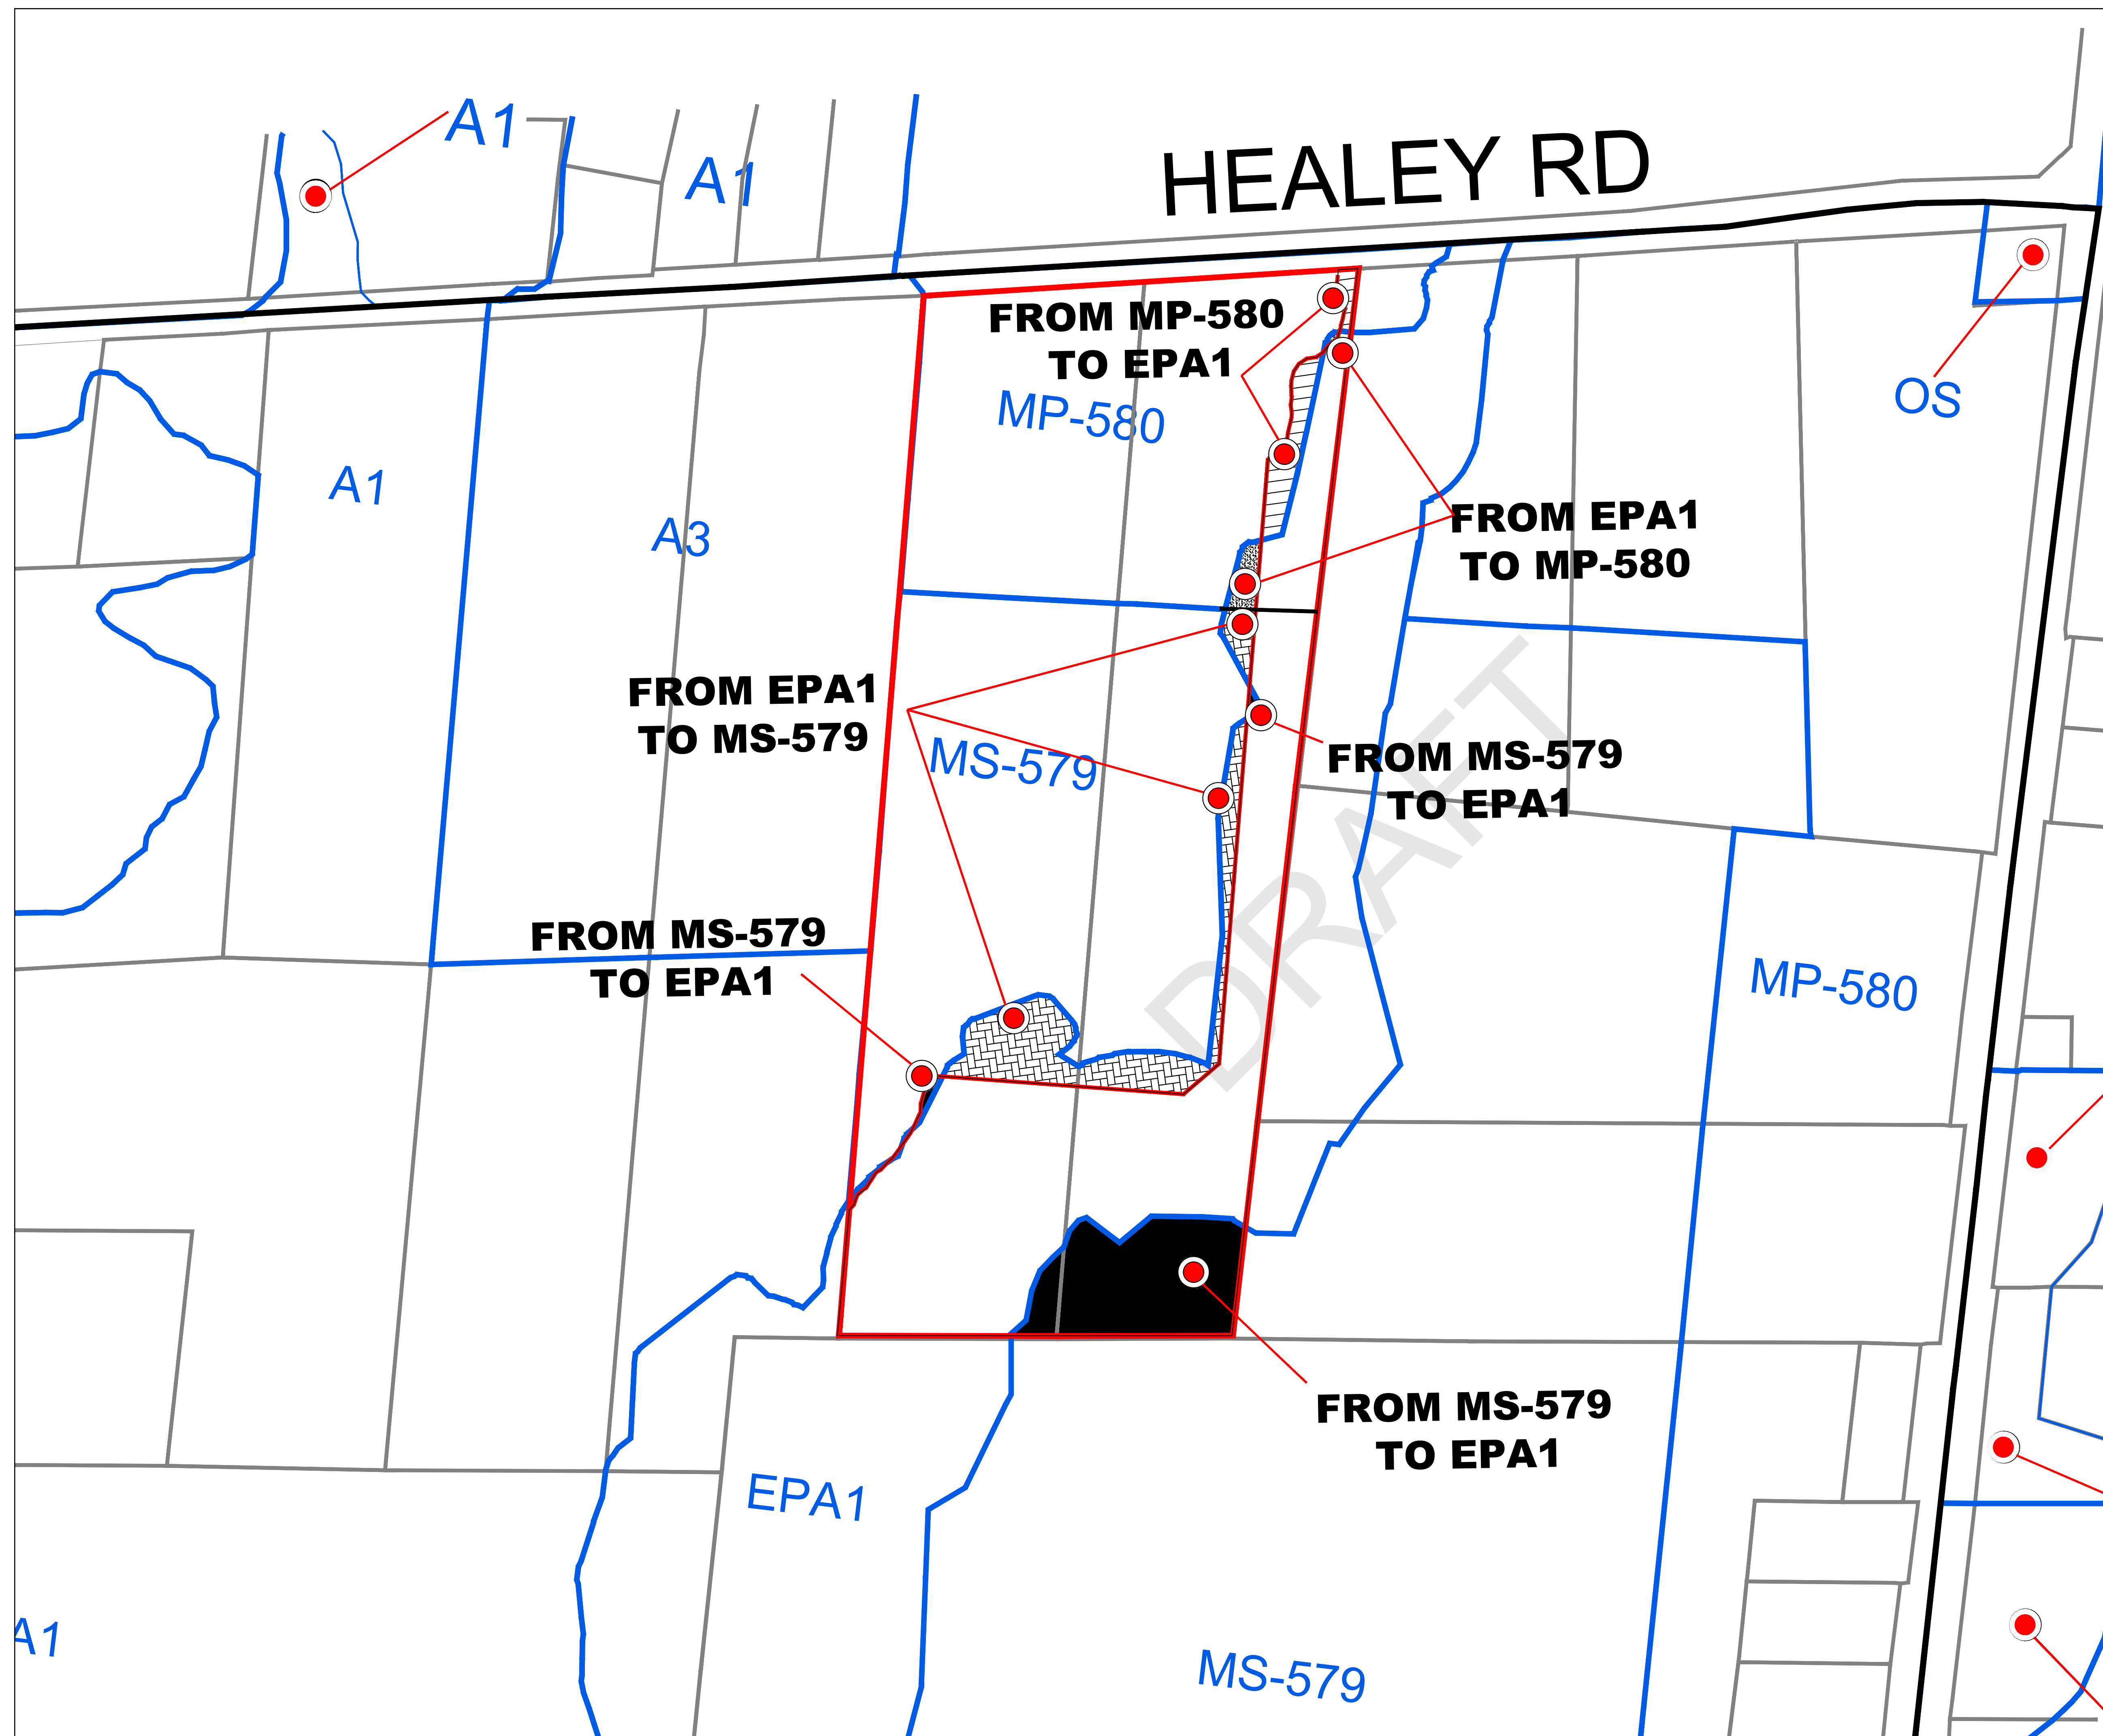 A1
A1
HEALEY RD
FROM MP-580
TO EPA1
MP-580
OS
A1
A3
FROM EPA1
TO MP-580
FROM EPA1
TO MS-579
MS-579
FROM MS-579
TO EPA1
DRAFT
FROM MS-579
TO EPA1
MP-580
FROM MS-579
TO EPA1
EPA1
A1
MS-579